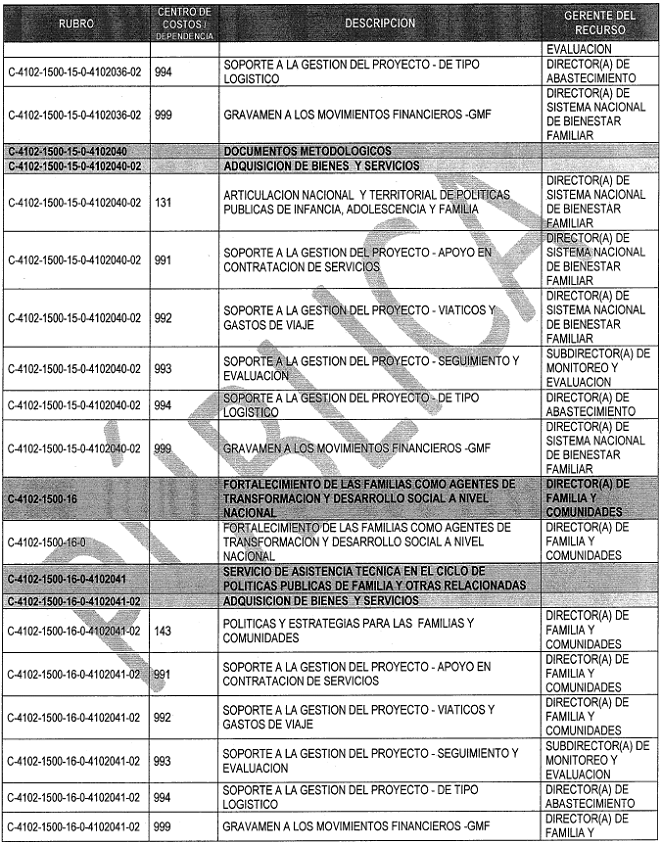 RUBRO CENTRO DE COSTOS / DEPENDENCIA DESCRIPCION GERENTE DEL RECURSO
EVALUACION
C-4102-1500-15-0-4102036-02 994 SOPORTE A LA GESTION DEL PROYECTO - DE TIPO LOGISTICO DIRECTOR(A) DE ABASTECIMIENTO
C-4102-1500-15-0-4102036-02 999 GRAVAMEN A LOS MOVIMIENTOS FINANCIEROS -GMF DIRECTOR(A) DE SISTEMA NACIONAL DE BIENESTAR FAMILIAR
C-4102-1500-15-0-4102040 DOCUMENTOS METODOLOGICOS
C-4102-1500-15-0-4102040-02 ADQUISICION DE BIENES Y SERVICIOS
C-4102-1500-15-0-4102040-02 131 ARTICULACION NACIONAL Y TERRITORIAL DE POLITICAS PUBLICAS DE INFANCIA, ADOLESCENCIA Y FAMILIA DIRECTOR(A) DE SISTEMA NACIONAL DE BIENESTAR FAMILIAR
C-4102-1500-15-0-4102040-02 991 SOPORTE A LA GESTION DEL PROYECTO - APOYO EN CONTRATACION DE SERVICIOS DIRECTOR(A) DE SISTEMA NACIONAL DE BIENESTAR FAMILIAR
C-4102-1500-15-0-4102040-02 992 SOPORTE A LA GESTION DEL PROYECTO - VIATICOS Y GASTOS DE VIAJE DIRECTOR(A) DE SISTEMA NACIONAL DE BIENESTAR FAMILIAR
C-4102-1500-15-0-4102040-02 993 SOPORTE A LA GESTION DEL PROYECTO - SEGUIMIENTO Y EVALUACION SUBDIRECTOR(A) DE MONITOREO Y EVALUACION
C-4102-1500-15-0-4102040-02 994 SOPORTE A LA GESTION DEL PROYECTO - DE TIPO LOGISTICO DIRECTOR(A) DE ABASTECIMIENTO
C-4102-1500-15-0-4102040-02 999 GRAVAMEN A LOS MOVIMIENTOS FINANCIEROS -GMF DIRECTOR(A) DE SISTEMA NACIONAL DE BIENESTAR FAMILIAR
C-4102-1500-16 FORTALECIMIENTO DE LAS FAMILIAS COMO AGENTES DE TRANSFORMACION Y DESARROLLO SOCIAL A NIVEL NACIONAL DIRECTOR(A) DE FAMILIA Y COMUNIDADES
C-4102-1500-16-0 FORTALECIMIENTO DE LAS FAMILIAS COMO AGENTES DE TRANSFORMACION Y DESARROLLO SOCIAL A NIVEL NACIONAL DIRECTOR(A) DE FAMILIA Y COMUNIDADES
C-4102-1500-16-0-4102041 SERVICIO DE ASISTENCIA TECNICA EN EL CICLO DE POLITICAS PUBLICAS DE FAMILIA Y OTRAS RELACIONADAS
C-4102-1500-16-0-4102041-02 ADQUISICION DE BIENES Y SERVICIOS
C-4102-1500-16-0-4102041-02 143 POLITICAS Y ESTRATEGIAS PARA LAS FAMILIAS Y COMUNIDADES DIRECTOR(A) DE FAMILIA Y COMUNIDADES
C-4102-1500-16-0-4102041-02 991 SOPORTE A LA GESTION DEL PROYECTO - APOYO EN CONTRATACION DE SERVICIOS DIRECTOR(A) DE FAMILIA Y COMUNIDADES
C-4102-1500-16-0-4102041-02 992 SOPORTE A LA GESTION DEL PROYECTO - VIATICOS Y GASTOS DE VIAJE DIRECTOR(A) DE FAMILIA Y COMUNIDADES
C-4102-1500-16-0-4102041-02 993 SOPORTE A LA GESTION DEL PROYECTO - SEGUIMIENTO Y EVALUACION SUBDIRECTOR(A) DE MONITOREO Y EVALUACION
C-4102-1500-16-0-4102041-02 994 SOPORTE A LA GESTION DEL PROYECTO - DE TIPO LOGISTICO DIRECTOR(A) DE ABASTECIMIENTO
C-4102-1500-16-0-4102041-02 999 GRAVAMEN A LOS MOVIMIENTOS FINANCIEROS -GMF DIRECTOR(A) DE FAMILIA Y
PÚBLICA